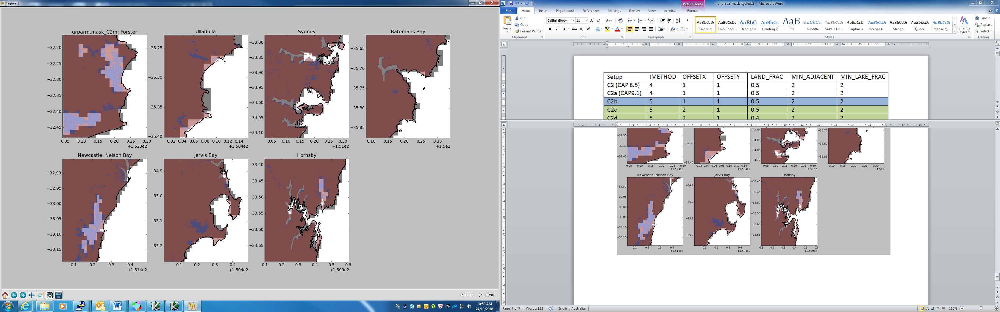 Figure 1
qrparm.mask_C2m: Forster
Ulladulla
Sydney
Batemans Bay
−32.20
−32.25
−32.30
−32.35
−32.40
−32.45
0.05 0.10 0.15 0.20 0.25 0.30
+1.523e2
−35.25
−35.30
−35.35
−35.40
0.02 0.04 0.06 0.08 0.10 0.12 0.14
+1.504e2
−33.80
−33.85
−33.90
−33.95
−34.00
−34.05
−34.10
0.05 0.10 0.15 0.20 0.25 0.30
+1.51e2
−35.65
−35.70
−35.75
−35.80
−35.85
0.10 0.15 0.20 0.25 0.30
+1.5e2
Newcastle, Nelson Bay
Jervis Bay
Hornsby
−32.90
−32.95
−33.00
−33.05
−33.10
−33.15
0.1 0.2 0.3 0.4
+1.514e2
−34.9
−35.0
−35.1
−35.2
0.1 0.2 0.3 0.4
+1.504e2
−33.40
−33.45
−33.50
−33.55
−33.60
−33.65
0.1 0.2 0.3 0.4 0.5 0.6
+1.509e2
x=151.183 y=-34.8981
10:59 AM
24/10/2016
Picture Tools
land_sea_mask_sydney2 - Microsoft Word
File Home Insert Page Layout References Mailings Review View Acrobat Format
Paste
Cut
Copy
Format Painter
Clipboard
Calibri (Body) 11
Font
Paragraph
¶ Normal
¶ No Spaci...
Heading 1
Heading 2
Title
Subtitle
Subtle Em...
Emphasis
Intense E...
Strong
Quote
Intense Q...
Change Styles
Styles
Find
Replace
Select
Editing
Setup IMETHOD OFFSETX OFFSETY LAND_FRAC MIN_ADJACENT MIN_LAKE_FRAC
C2 (CAP 8.5) 4 1 1 0.5 2 2
C2a (CAP9.1) 4 1 1 0.5 2 2
C2b 5 1 1 0.5 2 2
C2c 5 2 1 0.5 2 2
C2d 5 2 1 0.4 2 2
−32.35
−32.40
−32.45
0.05 0.10 0.15 0.20 0.25 0.30
+1.523e2
−35.35
−35.40
0.02 0.04 0.06 0.08 0.10 0.12 0.14
+1.504e2
−33.95
−34.00
−34.05
−34.10
0.05 0.10 0.15 0.20 0.25 0.30
+1.51e2
−35.75
−35.80
−35.85
0.10 0.15 0.20 0.25 0.30
+1.5e2
Newcastle, Nelson Bay
Jervis Bay
Hornsby
−32.90
−32.95
−33.00
−33.05
−33.10
−33.15
0.1 0.2 0.3 0.4
+1.514e2
−34.9
−35.0
−35.1
−35.2
0.1 0.2 0.3 0.4
+1.504e2
−33.40
−33.45
−33.50
−33.55
−33.60
−33.65
0.1 0.2 0.3 0.4 0.5 0.6
+1.509e2
Page: 7 of 7 Words: 122 English (Australia)
150%